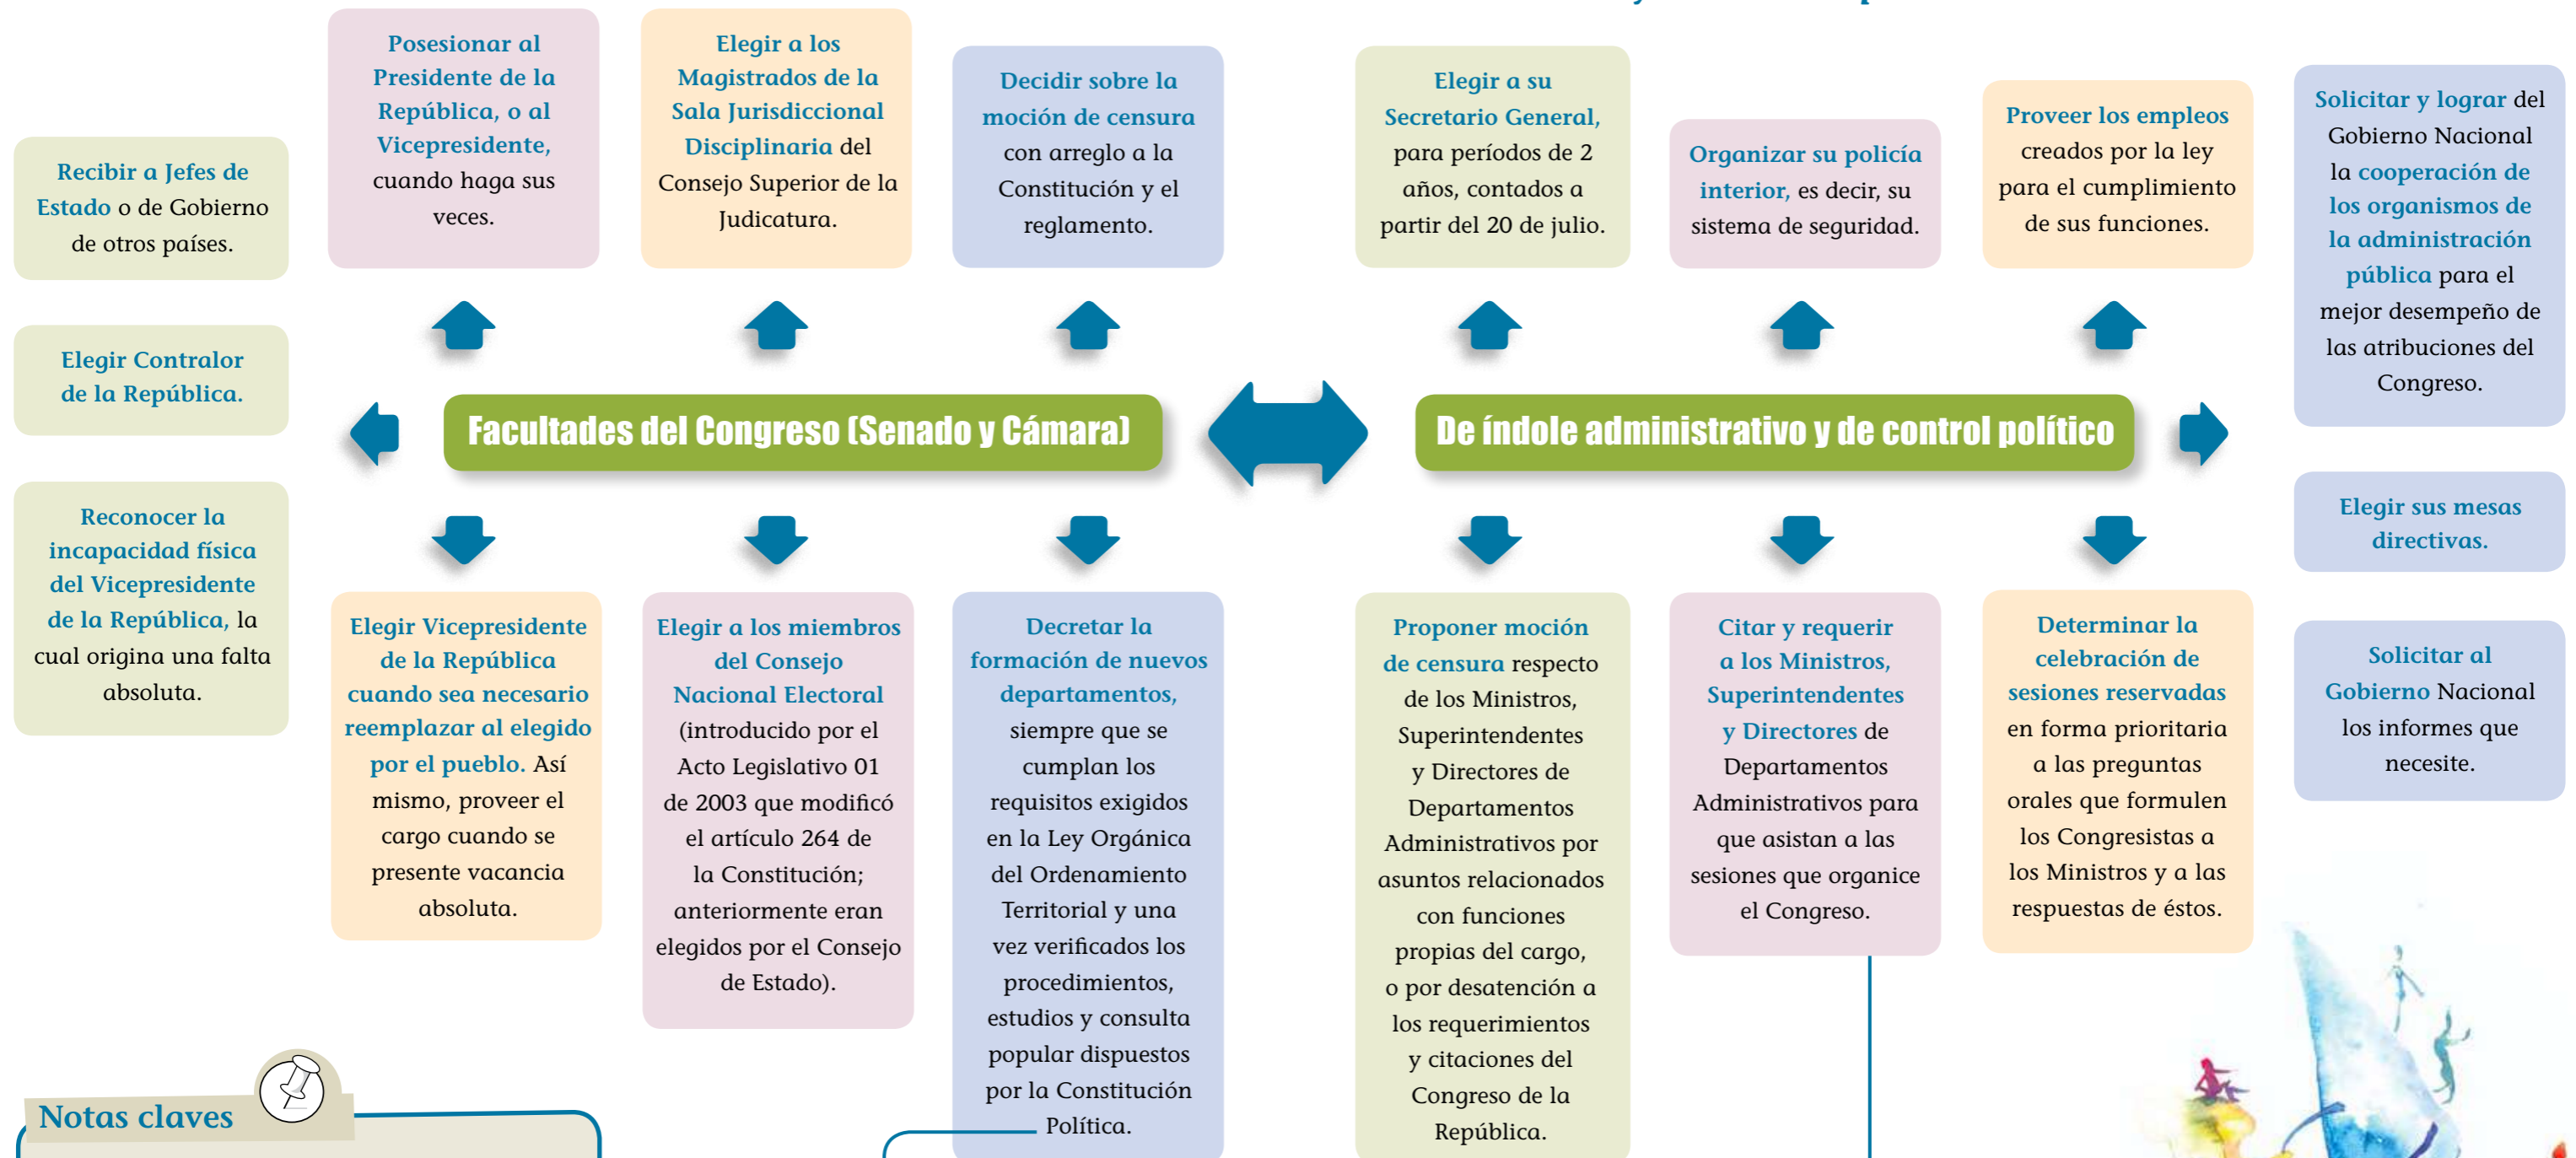 Posesionar al
Presidente de la
República, o al
Vicepresidente,
cuando haga sus
veces.
Elegir a los
Magistrados de la
Sala Jurisdiccional
Disciplinaria del
Consejo Superior de la
Judicatura.
Decidir sobre la
moción de censura
con arreglo a la
Constitución y el
reglamento.
Elegir a su
Secretario General,
para períodos de 2
años, contados a
partir del 20 de julio.
Organizar su policía
interior, es decir, su
sistema de seguridad.
Proveer los empleos
creados por la ley
para el cumplimiento
de sus funciones.
Solicitar y lograr del
Gobierno Nacional
la cooperación de
los organismos de
la administración
pública para el
mejor desempeño de
las atribuciones del
Congreso.
Recibir a Jefes de
Estado o de Gobierno
de otros países.
Elegir Contralor
de la República.
Facultades del Congreso (Senado y Cámara)
De índole administrativo y de control político
Reconocer la
incapacidad física
del Vicepresidente
de la República, la
cual origina una falta
absoluta.
Elegir sus mesas
directivas.
Elegir Vicepresidente
de la República
cuando sea necesario
reemplazar al elegido
por el pueblo. Así
mismo, proveer el
cargo cuando se
presente vacancia
absoluta.
Elegir a los miembros
del Consejo
Nacional Electoral
(introducido por el
Acto Legislativo 01
de 2003 que modificó
el artículo 264 de
la Constitución;
anteriormente eran
elegidos por el Consejo
de Estado).
Decretar la
formación de nuevos
departamentos,
siempre que se
cumplan los
requisitos exigidos
en la Ley Orgánica
del Ordenamiento
Territorial y una
vez verificados los
procedimientos,
estudios y consulta
popular dispuestos
por la Constitución
Política.
Proponer moción
de censura respecto
de los Ministros,
Superintendentes
y Directores de
Departamentos
Administrativos por
asuntos relacionados
con funciones
propias del cargo,
o por desatención a
los requerimientos
y citaciones del
Congreso de la
República.
Citar y requerir
a los Ministros,
Superintendentes
y Directores de
Departamentos
Administrativos para
que asistan a las
sesiones que organice
el Congreso.
Determinar la
celebración de
sesiones reservadas
en forma prioritaria
a las preguntas
orales que formulen
los Congresistas a
los Ministros y a las
respuestas de éstos.
Solicitar al
Gobierno Nacional
los informes que
necesite.
Notas claves